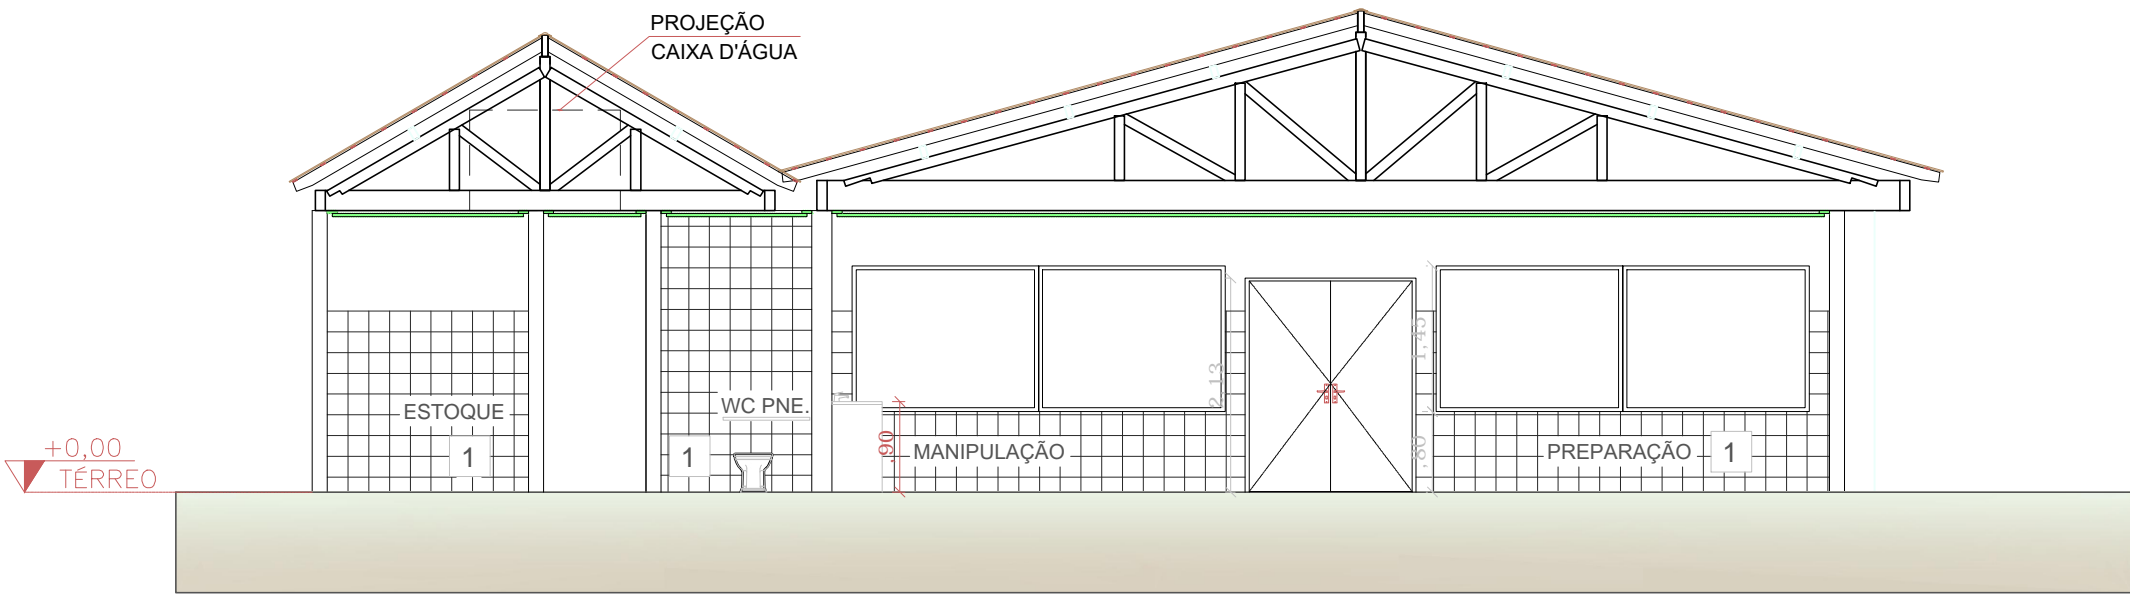 PROJEÇÃO
CAIXA D'ÁGUA
+0,00
TÉRREO
ESTOQUE
1
WC PNE.
1
,90
MANIPULAÇÃO
2,13
1,45
,80
PREPARAÇÃO
1